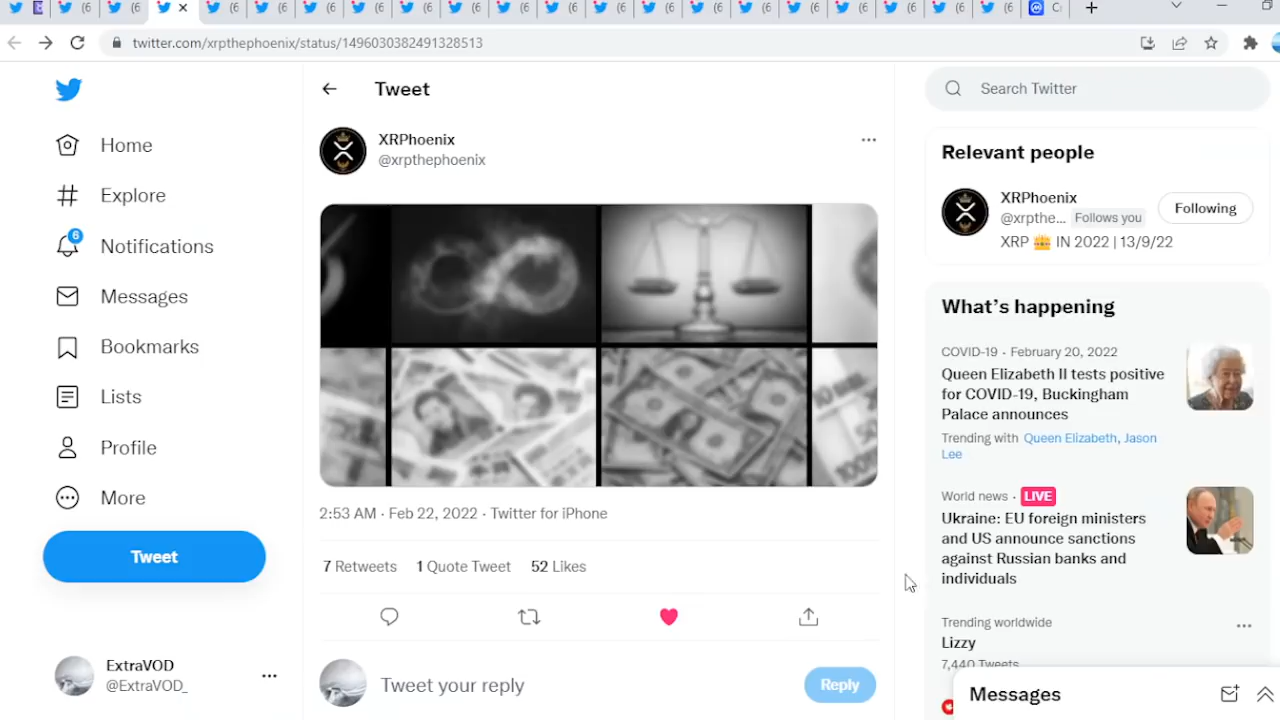 twitter.com/xrpthephoenix/status/1496030382491328513
Home
Explore
6
Notifications
Messages
Bookmarks
Lists
Profile
More
Tweet
ExtraVOD
@ExtraVOD_
Tweet
XRPhoenix
@xrpthephoenix
2:53 AM · Feb 22, 2022 · Twitter for iPhone
7 Retweets 1 Quote Tweet 52 Likes
Tweet your reply
Reply
Search Twitter
Relevant people
XRPhoenix
@xrpthe... Follows you
Following
XRP 👑 IN 2022 | 13/9/22
What's happening
COVID-19 · February 20, 2022
Queen Elizabeth II tests positive
for COVID-19, Buckingham
Palace announces
Trending with Queen Elizabeth, Jason
Lee
World news · LIVE
Ukraine: EU foreign ministers
and US announce sanctions
against Russian banks and
individuals
Trending worldwide
Lizzy
7,440 Tweets
Messages